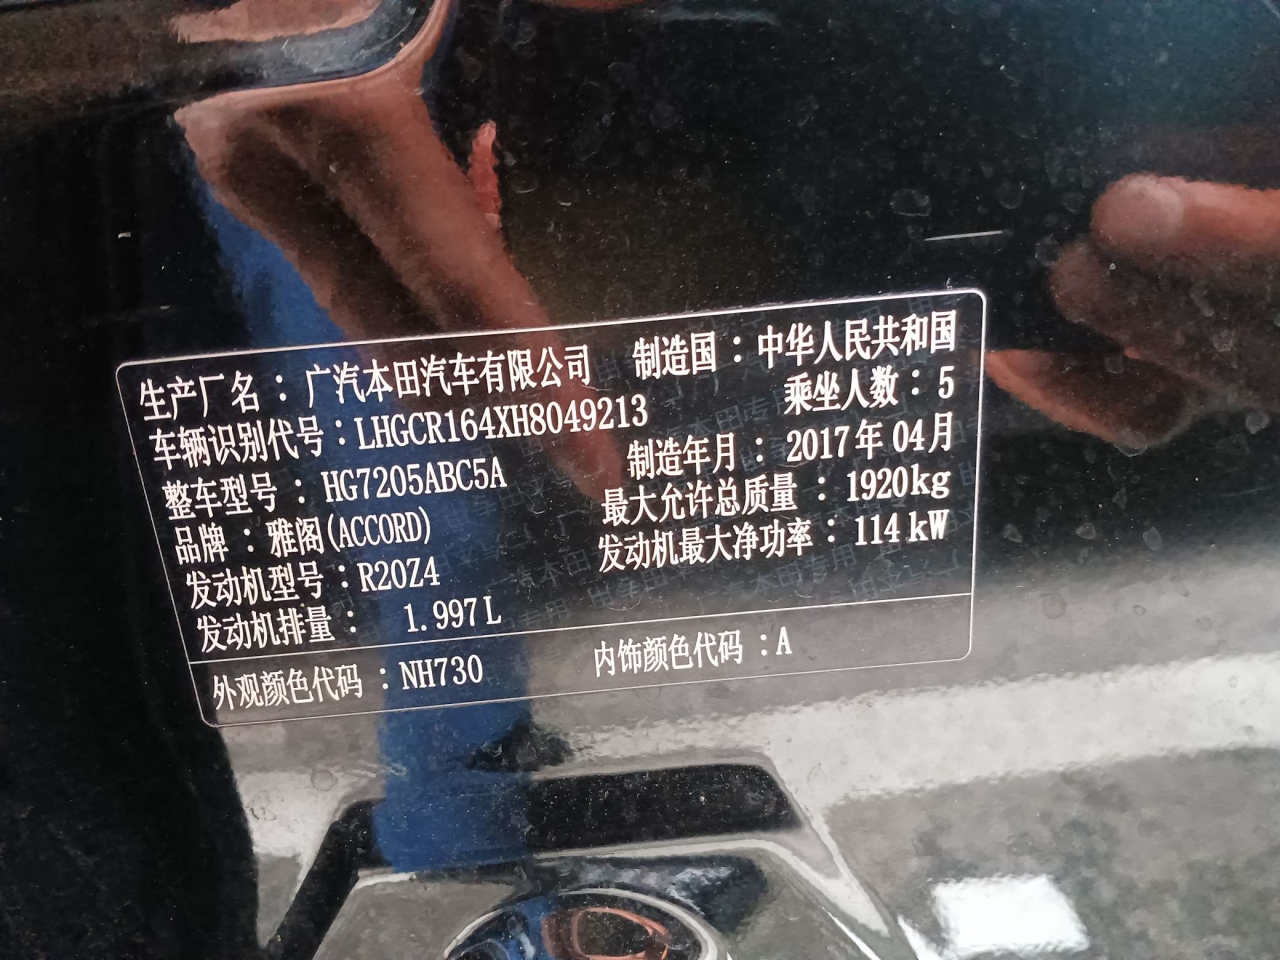 生产厂名：广汽本田汽车有限公司 制造国：中华人民共和国
车辆识别代号：LHGCR164XH8049213 乘坐人数：5
整车型号：HG7205ABC5A 制造年月：2017年04月
品牌：雅阁(ACCORD) 最大允许总质量：1920kg
发动机型号：R20Z4 发动机最大净功率：114kW
发动机排量：1.997L
外观颜色代码：NH730 内饰颜色代码：A